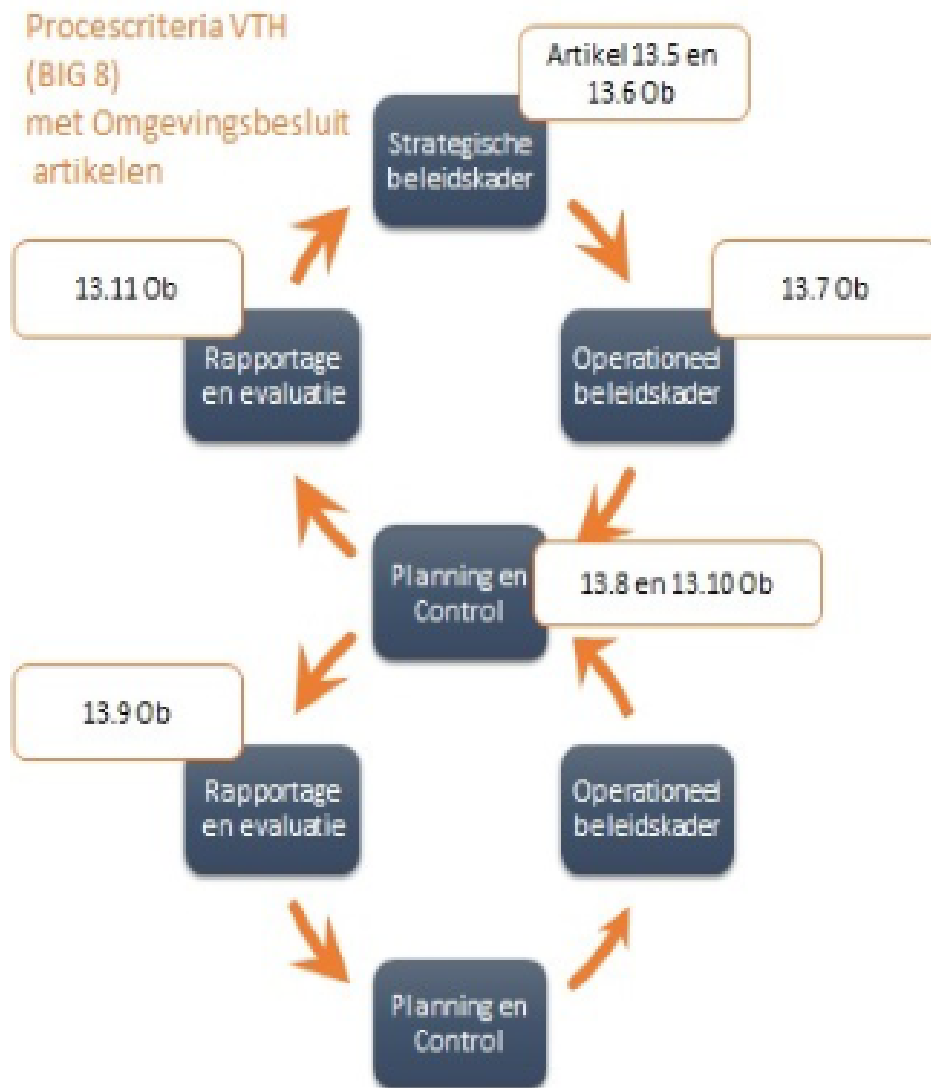 Procescriteria VTH
(BIG 8)
met Omgevingsbesluit
artikelen
Artikel 13.5 en
13.6 Ob
Strategische
beleidskader
13.11 Ob
13.7 Ob
Rapportage
en evaluatie
Operationeel
beleidskader
Planning en
Control
13.8 en 13.10 Ob
13.9 Ob
Rapportage
en evaluatie
Operationeel
beleidskader
Planning en
Control